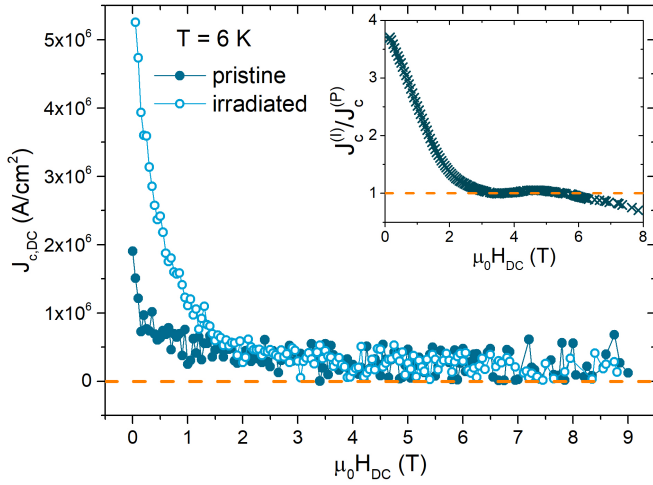 T = 6 K
pristine
irradiated
J_c,DC (A/cm²)
5x10⁶
4x10⁶
5x10⁶
2x10⁶
1x10⁶
0
0 1 2 3 4 5 6 7 8 9
μ₀H_DC (T)
J_c^(I)/J_c^(P)
4
3
2
1
0 2 4 6 8
μ₀H_DC (T)